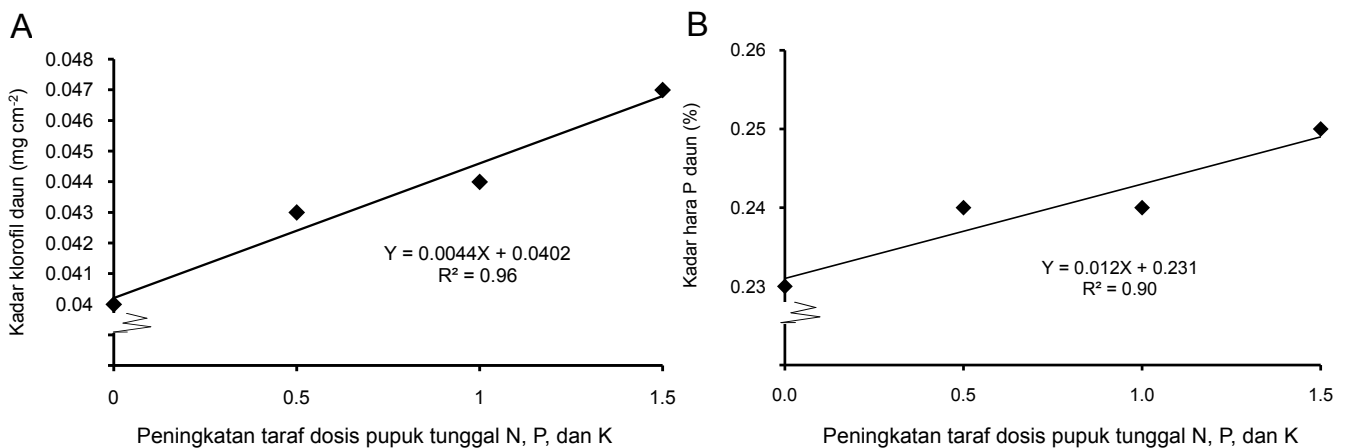 A
Kadar klorofil daun (mg cm⁻²)
0.048
0.047
0.046
0.045
0.044
0.043
0.042
0.041
0.04
Y = 0.0044X + 0.0402
R² = 0.96
0 0.5 1 1.5
Peningkatan taraf dosis pupuk tunggal N, P, dan K
B
Kadar hara P daun (%)
0.26
0.25
0.24
0.23
Y = 0.012X + 0.231
R² = 0.90
0.0 0.5 1.0 1.5
Peningkatan taraf dosis pupuk tunggal N, P, dan K